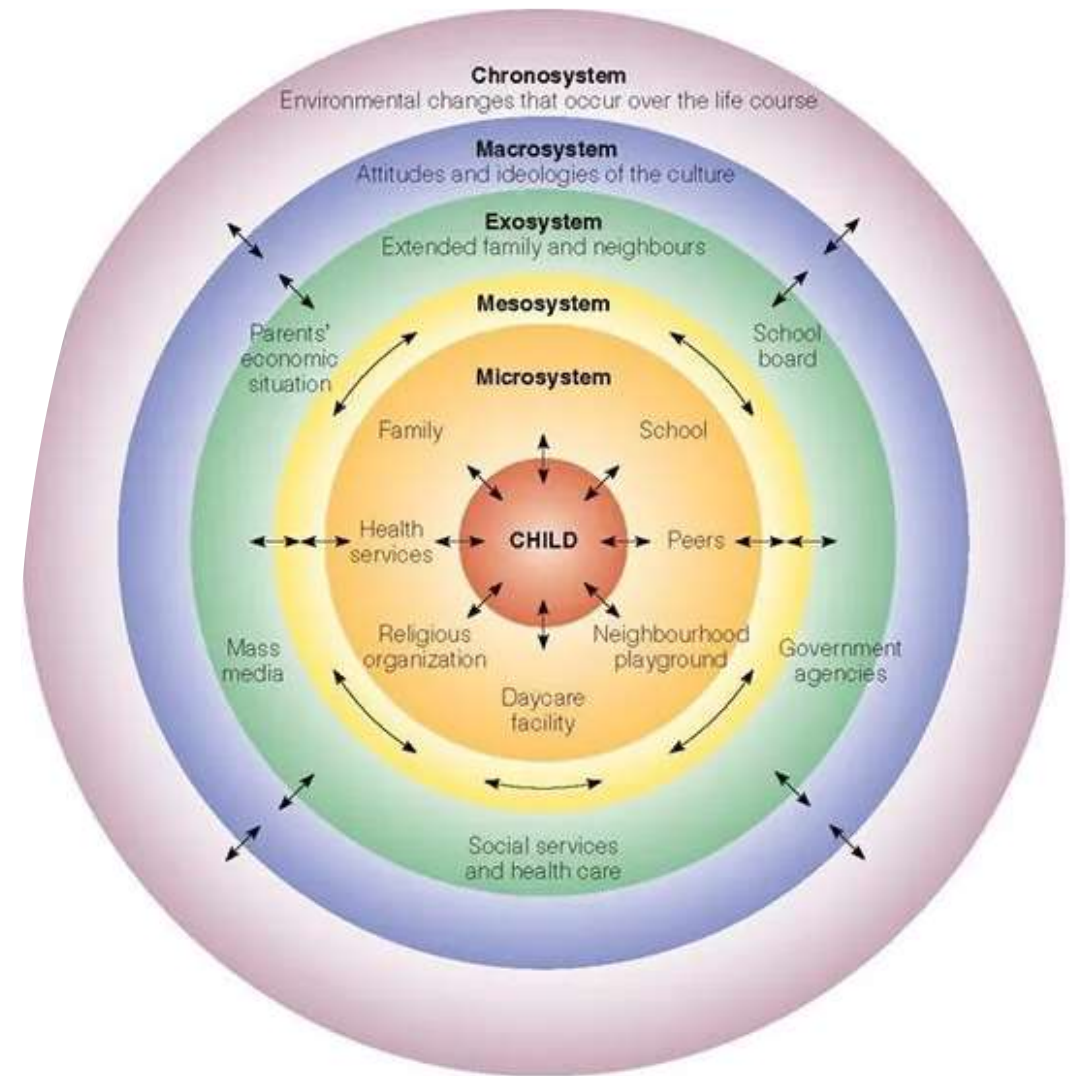 Chronosystem
Environmental changes that occur over the life course
Macrosystem
Attitudes and ideologies of the culture
Exosystem
Extended family and neighbours
Mesosystem
Parents'
economic
situation
School
board
Microsystem
Family
School
Health
services
CHILD
Peers
Religious
organization
Neighbourhood
playground
Mass
media
Government
agencies
Daycare
facility
Social services
and health care